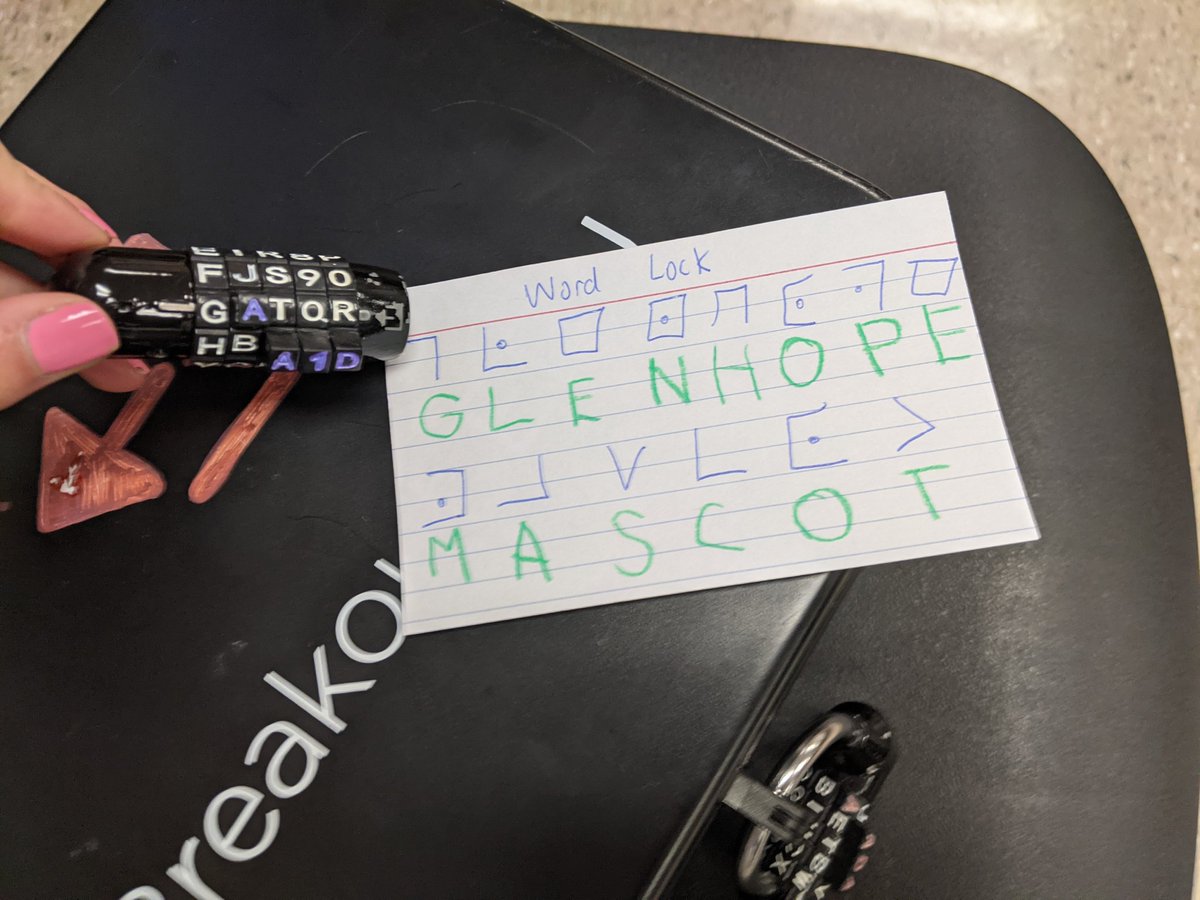 FJS90
GATQR
HB A1D
Word Lock
GLENHOPE
MASCOT
Breako